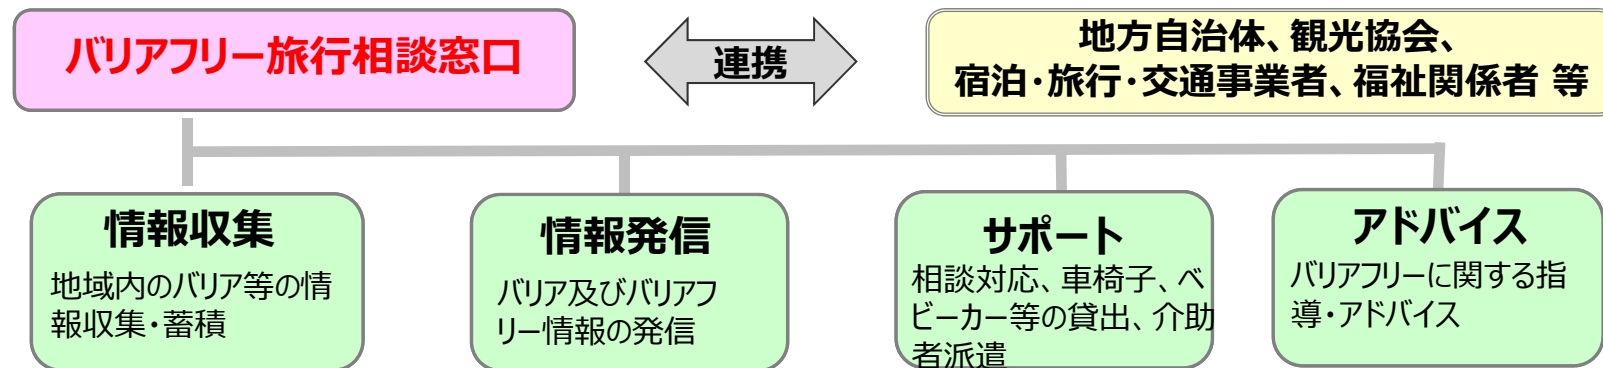 バリアフリー旅行相談窓口
連携
地方自治体、観光協会、
宿泊・旅行・交通事業者、福祉関係者 等
情報収集
地域内のバリア等の情
報収集・蓄積
情報発信
バリア及びバリアフ
リー情報の発信
サポート
相談対応、車椅子、ベ
ビーカー等の貸出、介助
者派遣
アドバイス
バリアフリーに関する指
導・アドバイス